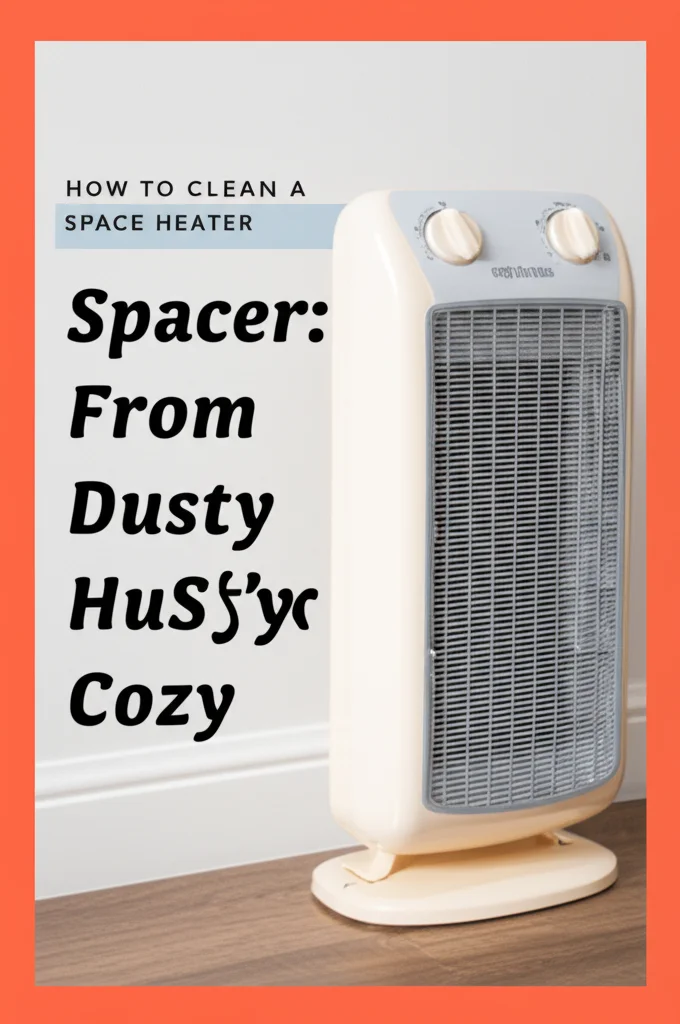 HOW TO CLEAN A
SPACE HEATER
Spacer:
From
Dusty
Cozy